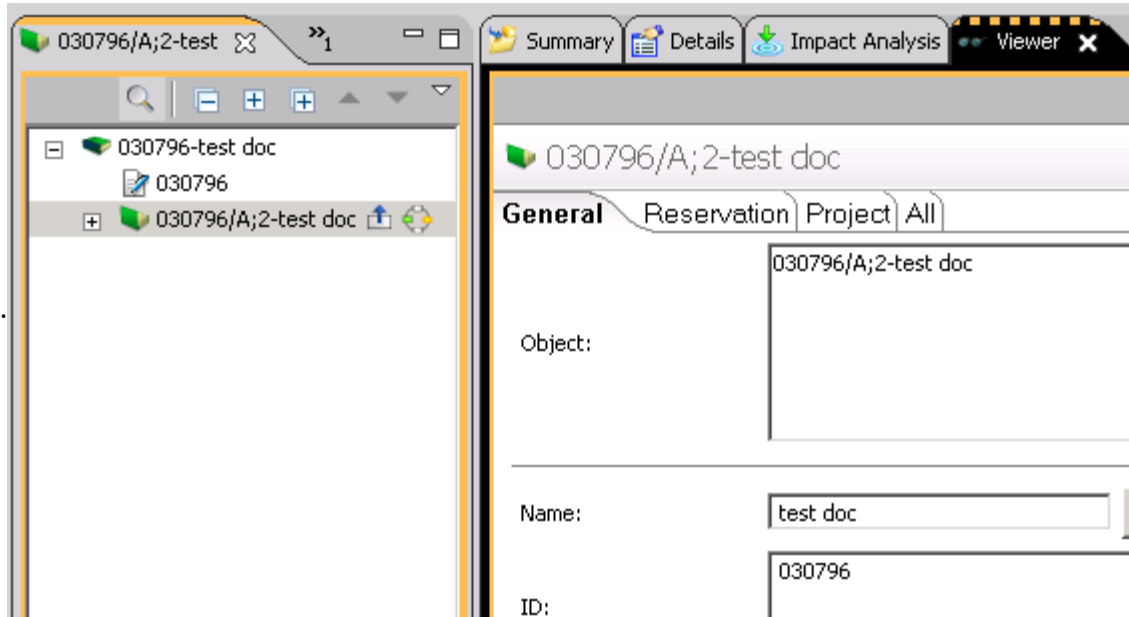 030796/A;2-test
»1
Summary
Details
Impact Analysis
Viewer
030796-test doc
030796
030796/A;2-test doc
030796/A;2-test doc
General
Reservation
Project
All
Object:
030796/A;2-test doc
Name:
test doc
ID:
030796
.